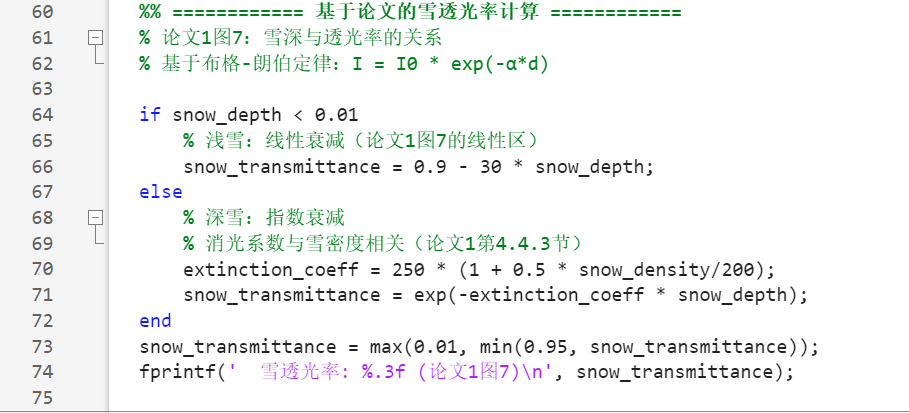 60 %% ============ 基于论文的雪透光率计算 ============
61 % 论文1图7：雪深与透光率的关系
62 % 基于布格-朗伯定律：I = I0 * exp(-α*d)
63
64 if snow_depth < 0.01
65 % 浅雪：线性衰减（论文1图7的线性区）
66 snow_transmittance = 0.9 - 30 * snow_depth;
67 else
68 % 深雪：指数衰减
69 % 消光系数与雪密度相关（论文1第4.4.3节）
70 extinction_coeff = 250 * (1 + 0.5 * snow_density/200);
71 snow_transmittance = exp(-extinction_coeff * snow_depth);
72 end
73 snow_transmittance = max(0.01, min(0.95, snow_transmittance));
74 fprintf('  雪透光率: %.3f (论文1图7)\n', snow_transmittance);
75